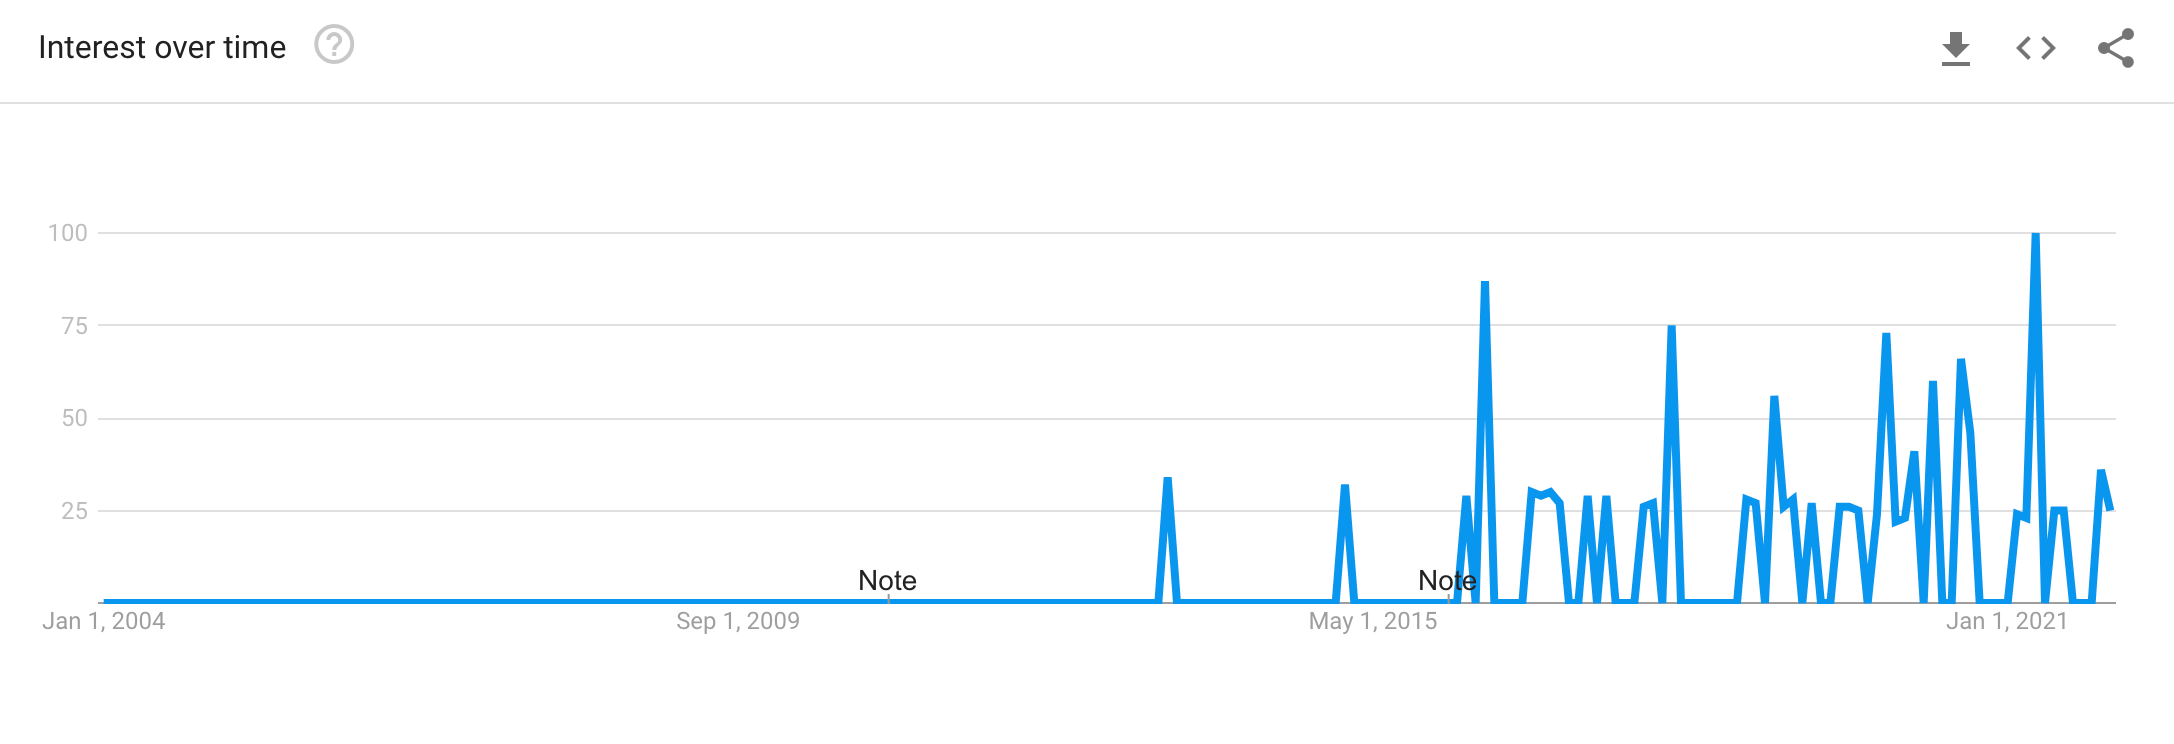 Interest over time ?
100
75
50
25
Note Note
Jan 1, 2004 Sep 1, 2009 May 1, 2015 Jan 1, 2021